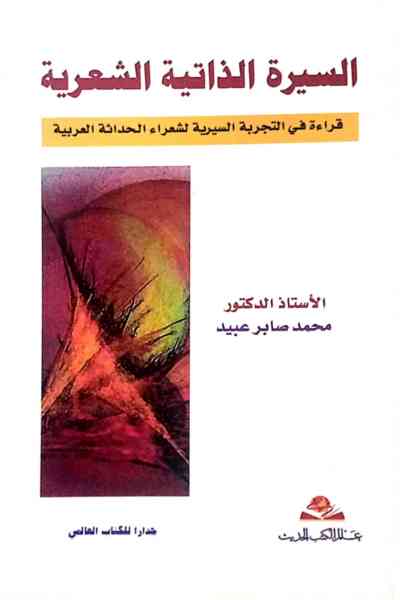 السيرة الذاتية الشعرية
قراءة في التجربة السيرية لشعراء الحداثة العربية
الأستاذ الدكتور
محمد صابر عبيد
جدارا للكتاب العالمي
عالم الكتب الحديث